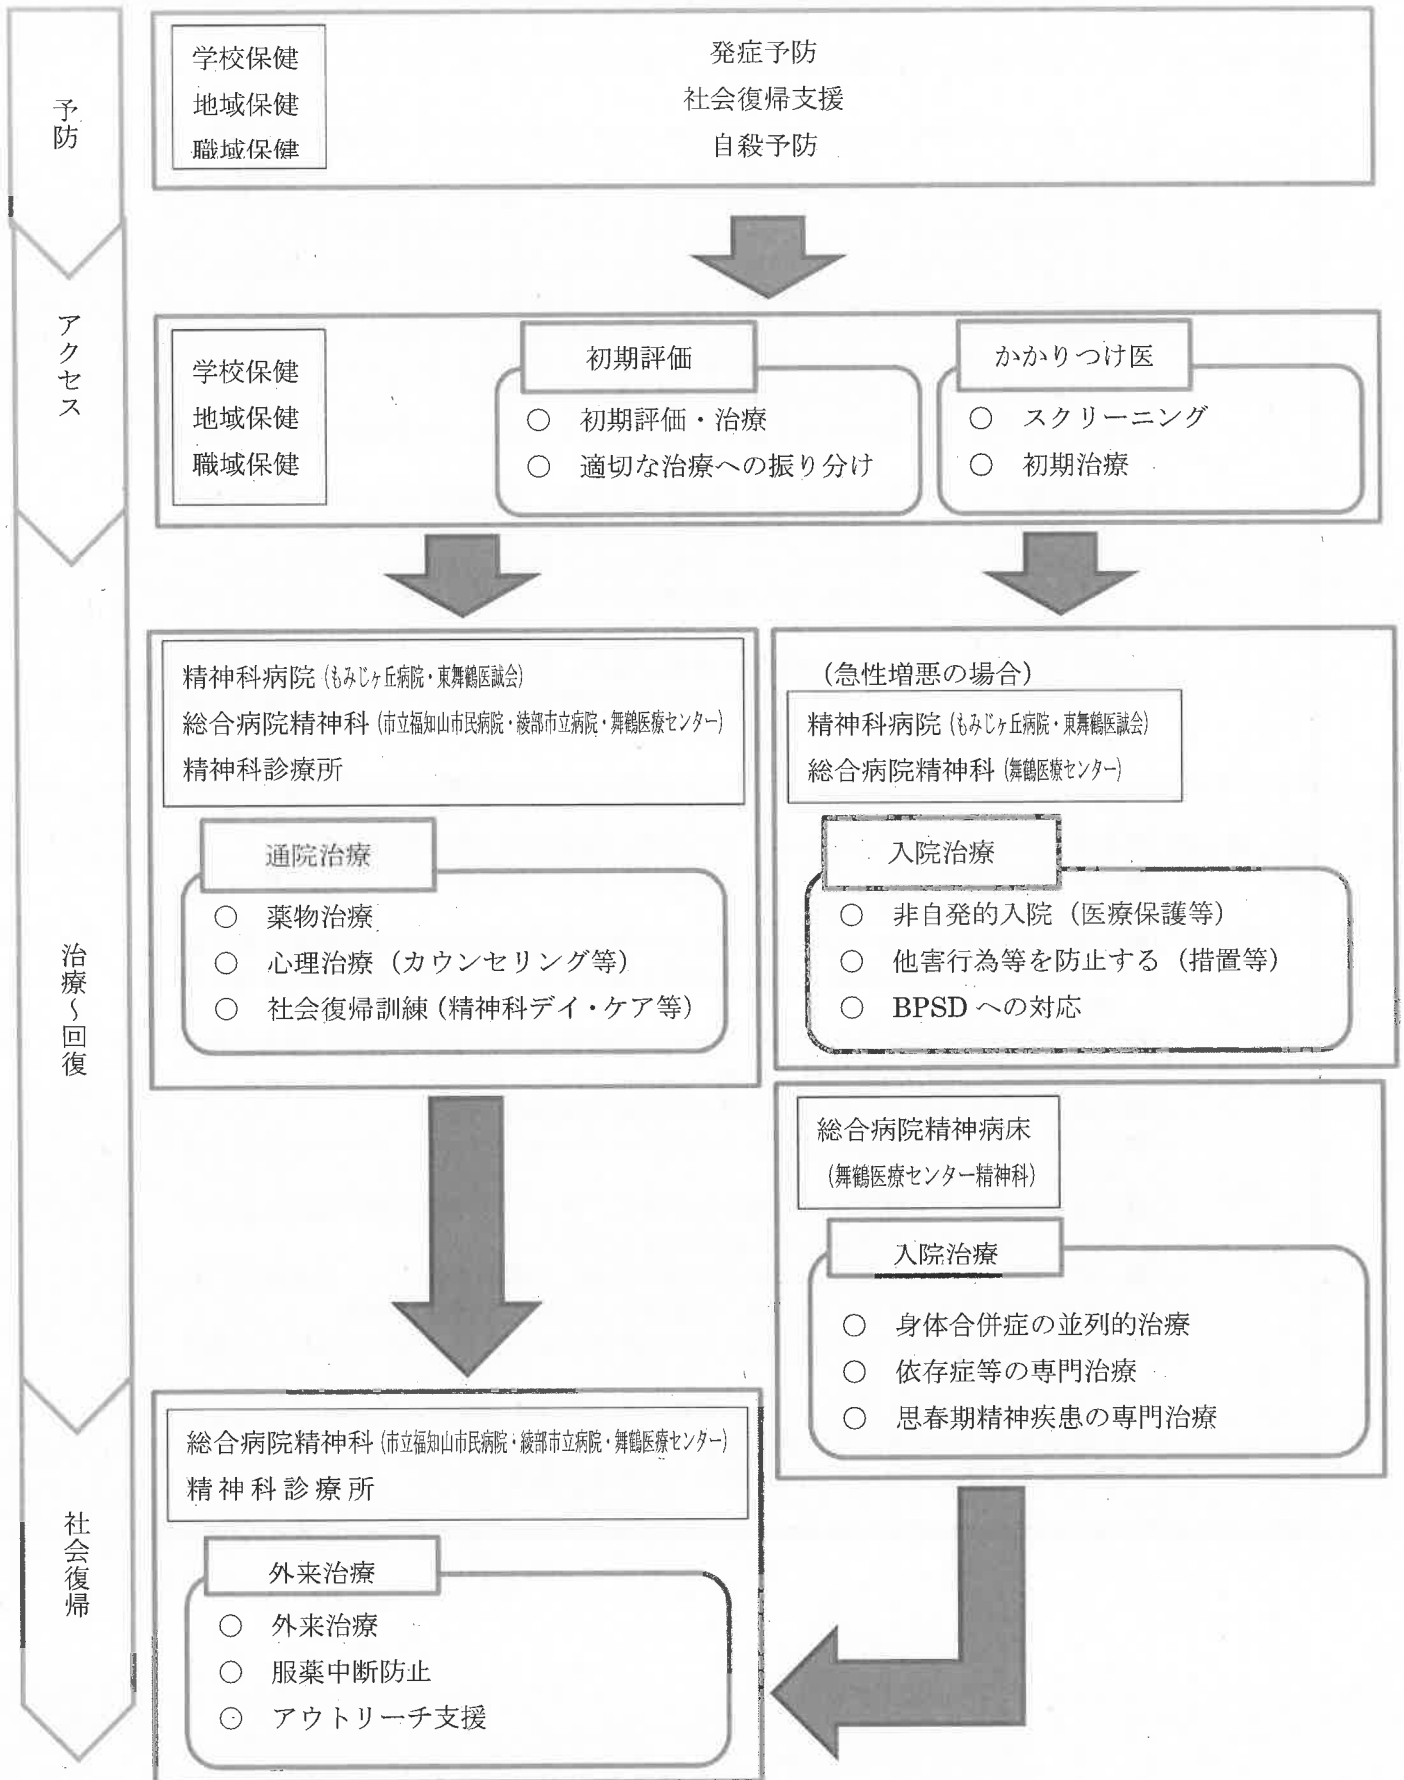 予防
学校保健
地域保健
職域保健
発症予防
社会復帰支援
自殺予防
アクセス
学校保健
地域保健
職域保健
初期評価
○ 初期評価・治療
○ 適切な治療への振り分け
かかりつけ医
○ スクリーニング
○ 初期治療
治療～回復
精神科病院（もみじヶ丘病院・東舞鶴医誠会）
総合病院精神科（市立福知山市民病院・綾部市立病院・舞鶴医療センター）
精神科診療所
通院治療
○ 薬物治療
○ 心理治療（カウンセリング等）
○ 社会復帰訓練（精神科デイ・ケア等）
（急性増悪の場合）
精神科病院（もみじヶ丘病院・東舞鶴医誠会）
総合病院精神科（舞鶴医療センター）
入院治療
○ 非自発的入院（医療保護等）
○ 他害行為等を防止する（措置等）
○ BPSD への対応
総合病院精神病床
（舞鶴医療センター精神科）
入院治療
○ 身体合併症の並列的治療
○ 依存症等の専門治療
○ 思春期精神疾患の専門治療
社会復帰
総合病院精神科（市立福知山市民病院・綾部市立病院・舞鶴医療センター）
精神科診療所
外来治療
○ 外来治療
○ 服薬中断防止
○ アウトリーチ支援